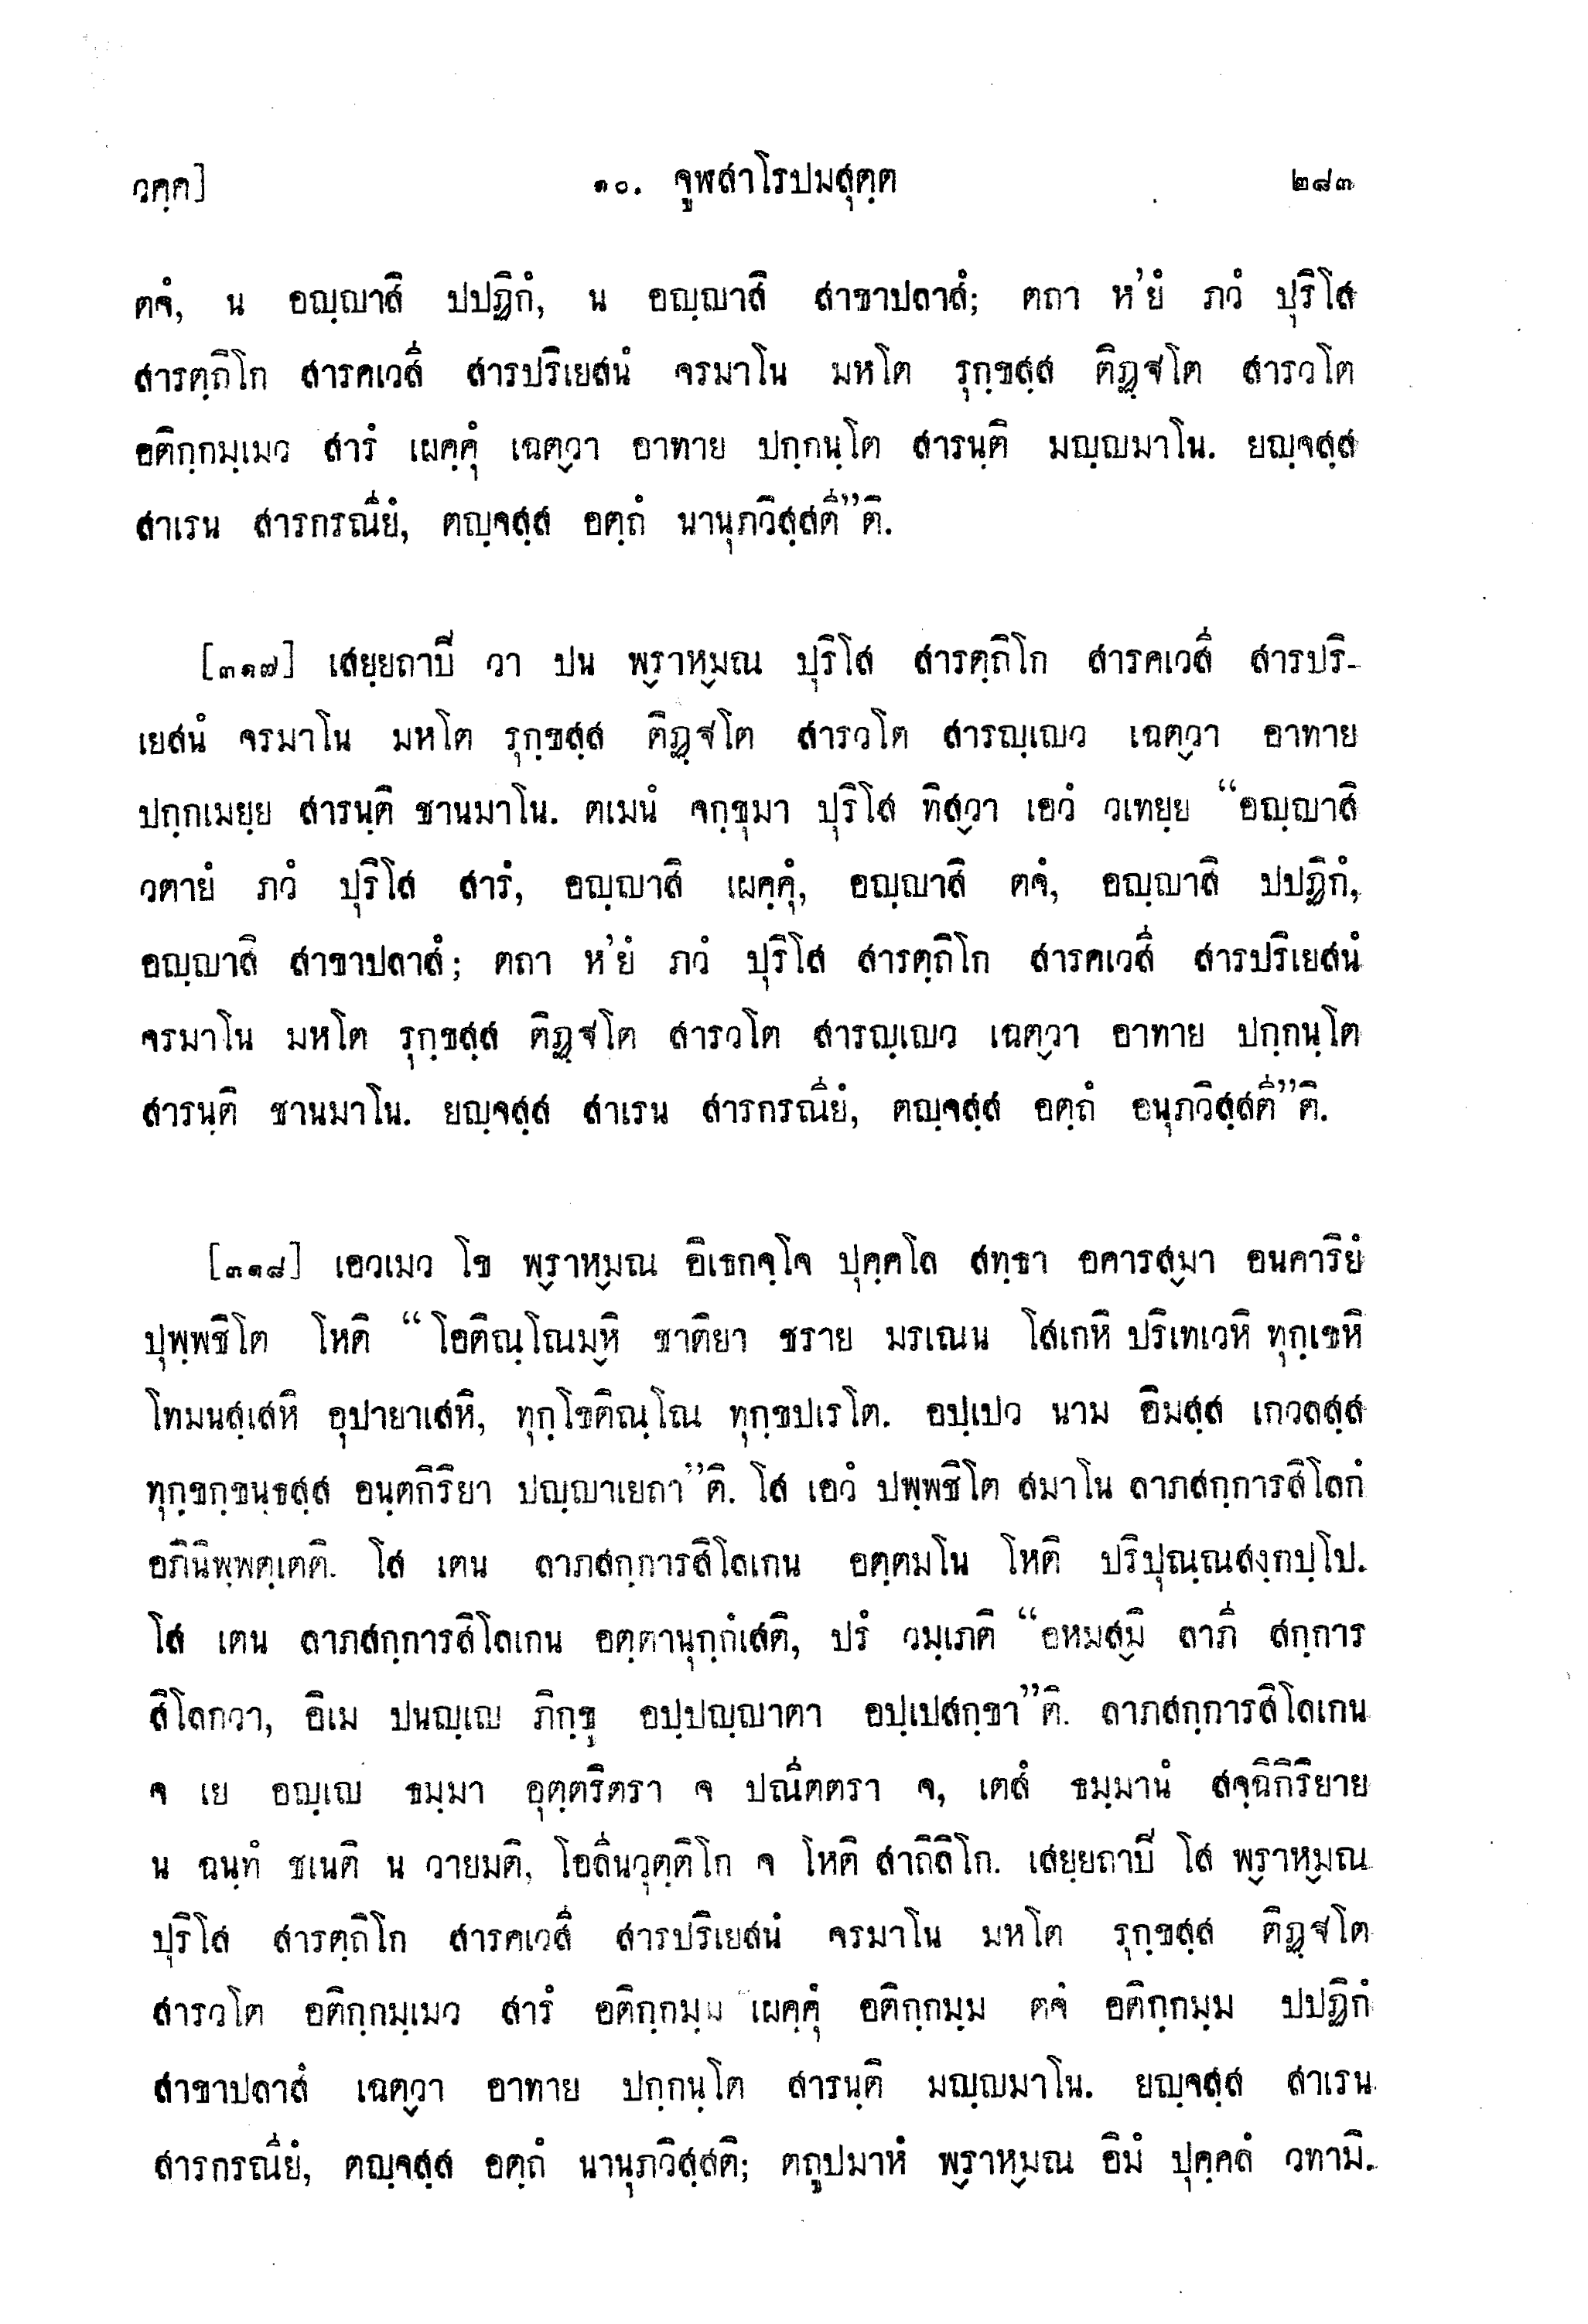 วคฺค]
๑๐. จูฬสาโรปมสุตฺต
๒๘๓
ตจํ, น อญฺญาสิ ปปฏิกํ, น อญฺญาสิ สาขาปลาสํ; ตถา ห’ยํ ภวํ ปุริโส
สารตฺถิโก สารคเวสี สารปริเยสนํ จรมาโน มหโต รุกฺขสฺส ติฏฺฐโต สารวโต
อติกฺกมฺเมว สารํ เผคฺคุํ เฉตฺวา อาทาย ปกฺกนฺโต สารนฺติ มญฺญมาโน. ยญฺจสฺส
สาเรน สารกรณียํ, ตญฺจสฺส อตฺถํ นานุภวิสฺสตี”ติ.
[๓๑๗] เสยฺยถาปี วา ปน พฺราหฺมณ ปุริโส สารตฺถิโก สารคเวสี สารปริ-
เยสนํ จรมาโน มหโต รุกฺขสฺส ติฏฺฐโต สารวโต สารญฺเญว เฉตฺวา อาทาย
ปกฺกเมยฺย สารนฺติ ชานมาโน. ตเมนํ จกฺขุมา ปุริโส ทิสฺวา เอวํ วเทยฺย “อญฺญาสิ
วตายํ ภวํ ปุริโส สารํ, อญฺญาสิ เผคฺคุํ, อญฺญาสิ ตจํ, อญฺญาสิ ปปฏิกํ,
อญฺญาสิ สาขาปลาสํ; ตถา ห’ยํ ภวํ ปุริโส สารตฺถิโก สารคเวสี สารปริเยสนํ
จรมาโน มหโต รุกฺขสฺส ติฏฺฐโต สารวโต สารญฺเญว เฉตฺวา อาทาย ปกฺกนฺโต
สารนฺติ ชานมาโน. ยญฺจสฺส สาเรน สารกรณียํ, ตญฺจสฺส อตฺถํ อนุภวิสฺสตี”ติ.
[๓๑๘] เอวเมว โข พฺราหฺมณ อิเธกจฺโจ ปุคฺคโล สทฺธา อคารสฺมา อนคาริยํ
ปุพฺพชิโต โหติ “โอติณฺโณมฺหิ ชาติยา ชราย มรเณน โสเกหิ ปริเทเวหิ ทุกฺเขหิ
โทมนสฺเสหิ อุปายาเสหิ, ทุกฺโขติณฺโณ ทุกฺขปเรโต. อปฺเปว นาม อิมสฺส เกวลสฺส
ทุกฺขกฺขนฺธสฺส อนฺตกิริยา ปญฺญาเยถา”ติ. โส เอวํ ปพฺพชิโต สมาโน ลาภสกฺการสิโลกํ
อภินิพฺพตฺเตติ. โส เตน ลาภสกฺการสิโลเกน อตฺตมโน โหติ ปริปุณฺณสงฺกปฺโป.
โส เตน ลาภสกฺการสิโลเกน อตฺตานุกฺกํเสติ, ปรํ วมฺเภติ “อหมสฺมิ ลาภี สกฺการ
สิโลกวา, อิเม ปนญฺเญ ภิกฺขู อปฺปญฺญาตา อปฺเปสกฺขา”ติ. ลาภสกฺการสิโลเกน
จ เย อญฺเญ ธมฺมา อุตฺตริตรา จ ปณีตตรา จ, เตสํ ธมฺมานํ สจฺฉิกิริยาย
น ฉนฺทํ ชเนติ น วายมติ, โอลีนวุตฺติโก จ โหติ สาถิลิโก. เสยฺยถาปี โส พฺราหฺมณ
ปุริโส สารตฺถิโก สารคเวสี สารปริเยสนํ จรมาโน มหโต รุกฺขสฺส ติฏฺฐโต
สารวโต อติกฺกมฺเมว สารํ อติกฺกมฺม เผคฺคุํ อติกฺกมฺม ตจํ อติกฺกมฺม ปปฏิกํ
สาขาปลาสํ เฉตฺวา อาทาย ปกฺกนฺโต สารนฺติ มญฺญมาโน. ยญฺจสฺส สาเรน
สารกรณียํ, ตญฺจสฺส อตฺถํ นานุภวิสฺสติ; ตถูปมาหํ พฺราหฺมณ อิมํ ปุคฺคลํ วทามิ.